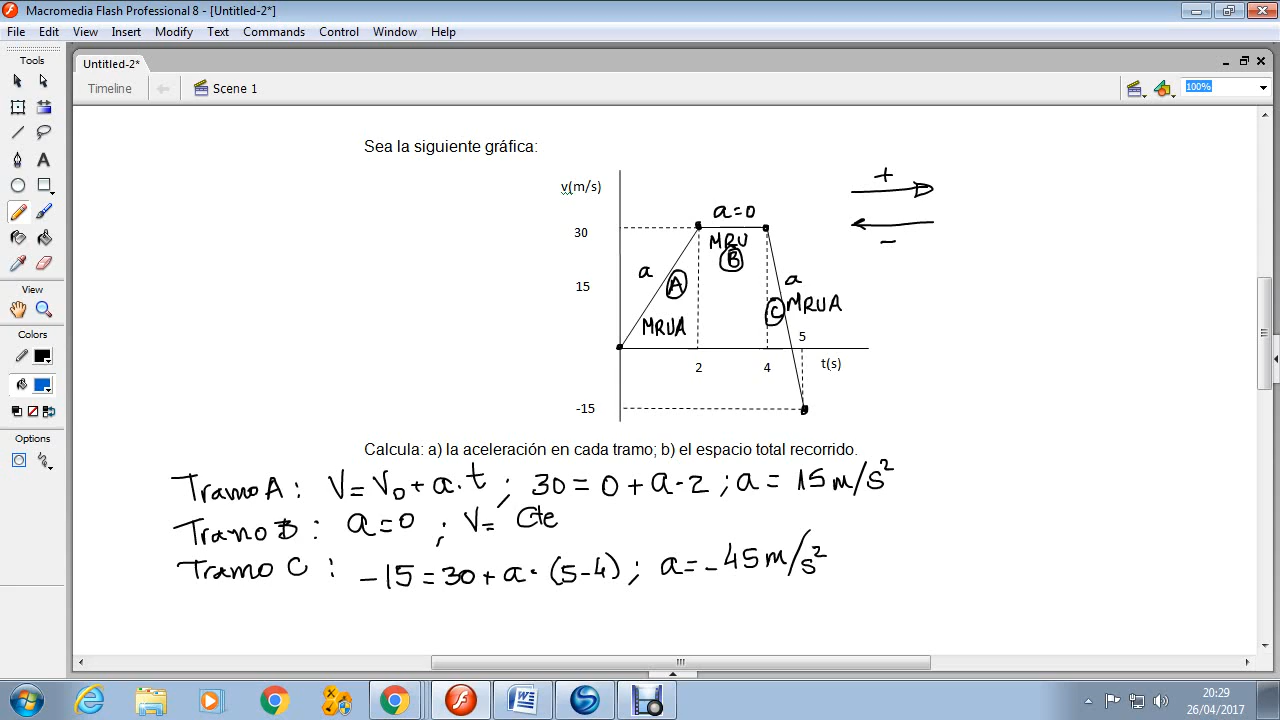 Macromedia Flash Professional 8 - [Untitled-2*]
File Edit View Insert Modify Text Commands Control Window Help
Tools
Untitled-2*
Timeline
Scene 1
100%
View
Colors
Options
Sea la siguiente gráfica:
v(m/s)
+
a=0
30
MRU
B
−
a
A
15
a
C
MRUA
MRUA
5
2
4
t(s)
-15
Calcula: a) la aceleración en cada tramo; b) el espacio total recorrido.
Tramo A : V = V₀ + a · t ; 30 = 0 + a · 2 ; a = 15 m/s²
Tramo B : a = 0 ; V = Cte
Tramo C : -15 = 30 + a · (5-4) ; a = -45 m/s²
20:29
26/04/2017